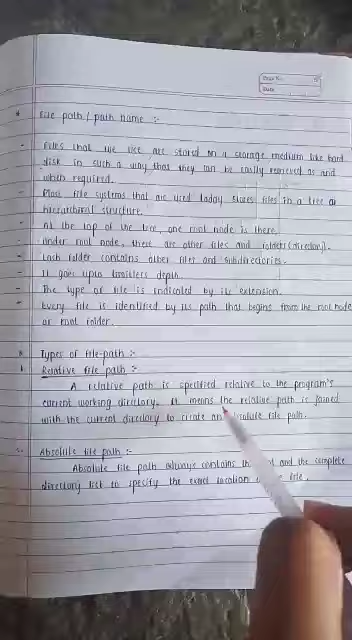 Page No.
Date
* File path / path name :-
- Files that we use are stored on a storage medium like hard
disk in such a way that they can be easily retrieved as and
when required.
- Most file systems that are used today stores files in a tree or
hierarchical structure.
- At the top of the tree, one root node is there.
Under root node, there are other files and folders (directory).
- Each folder contains other files and subdirectories.
- It goes upto limitless depth.
- The type of file is indicated by its extension.
- Every file is identified by its path that begins from the root node
or root folder.
* Types of file-path :-
1. Relative file path :-
A relative path is specified relative to the program's
current working directory. It means the relative path is joined
with the current directory to create an absolute file path.
2. Absolute file path :-
Absolute file path always contains the and the complete
directory list to specify the exact location file.